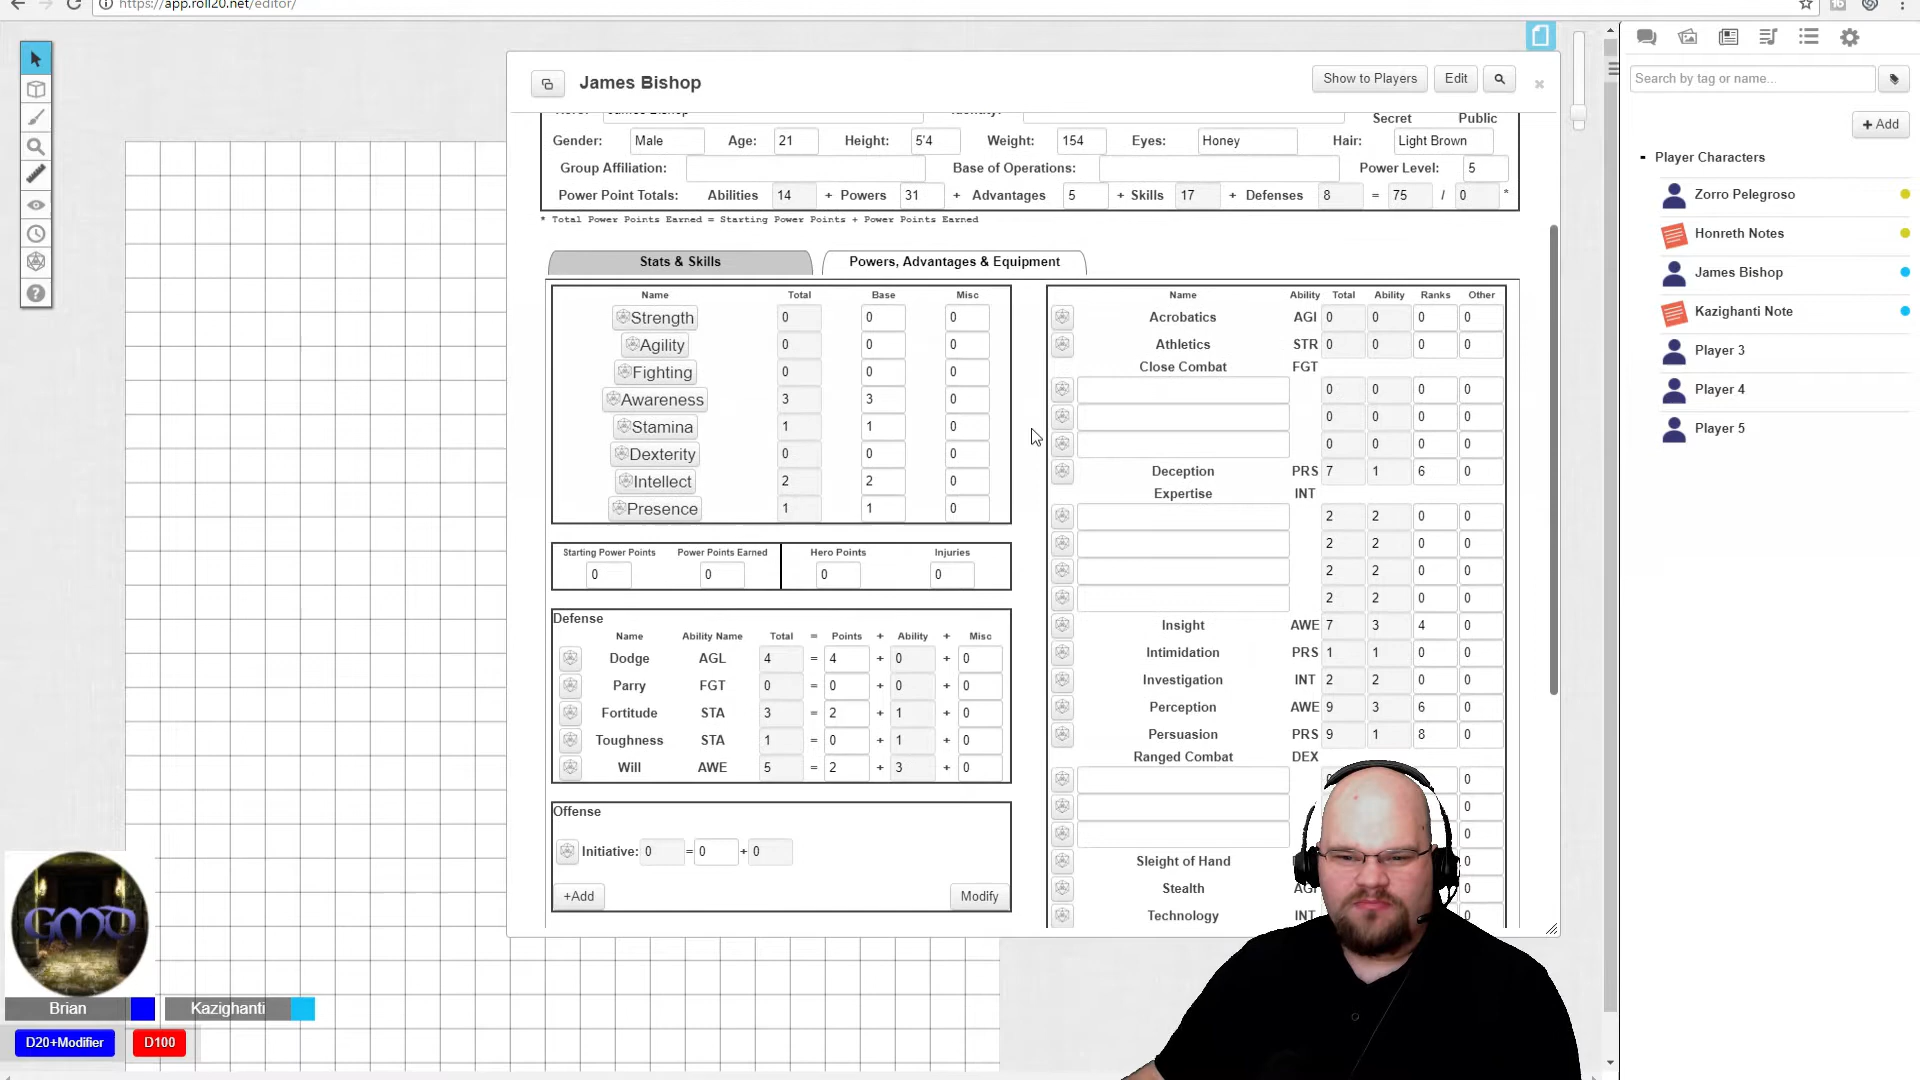 https://app.roll20.net/editor/
James Bishop
Show to Players
Edit
Secret Public
Gender: Male Age: 21 Height: 5'4 Weight: 154 Eyes: Honey Hair: Light Brown
Group Affiliation: Base of Operations: Power Level: 5
Power Point Totals: Abilities 14 + Powers 31 + Advantages 5 + Skills 17 + Defenses 8 = 75 / 0 *
* Total Power Points Earned = Starting Power Points + Power Points Earned
Stats & Skills
Powers, Advantages & Equipment
Name Total Base Misc
Strength 0 0 0
Agility 0 0 0
Fighting 0 0 0
Awareness 3 3 0
Stamina 1 1 0
Dexterity 0 0 0
Intellect 2 2 0
Presence 1 1 0
Starting Power Points Power Points Earned Hero Points Injuries
0 0 0 0
Defense
Name Ability Name Total = Points + Ability + Misc
Dodge AGL 4 = 4 + 0 + 0
Parry FGT 0 = 0 + 0 + 0
Fortitude STA 3 = 2 + 1 + 0
Toughness STA 1 = 0 + 1 + 0
Will AWE 5 = 2 + 3 + 0
Offense
Initiative: 0 = 0 + 0
+Add
Modify
Name Ability Total Ability Ranks Other
Acrobatics AGI 0 0 0 0
Athletics STR 0 0 0 0
Close Combat FGT
0 0 0 0
0 0 0 0
0 0 0 0
Deception PRS 7 1 6 0
Expertise INT
2 2 0 0
2 2 0 0
2 2 0 0
2 2 0 0
Insight AWE 7 3 4 0
Intimidation PRS 1 1 0 0
Investigation INT 2 2 0 0
Perception AWE 9 3 6 0
Persuasion PRS 9 1 8 0
Ranged Combat DEX
0
0
0
Sleight of Hand 0
Stealth AGI 0
Technology INT 0
Search by tag or name...
+ Add
Player Characters
Zorro Pelegroso
Honreth Notes
James Bishop
Kazighanti Note
Player 3
Player 4
Player 5
GMD
Brian
Kazighanti
D20+Modifier
D100